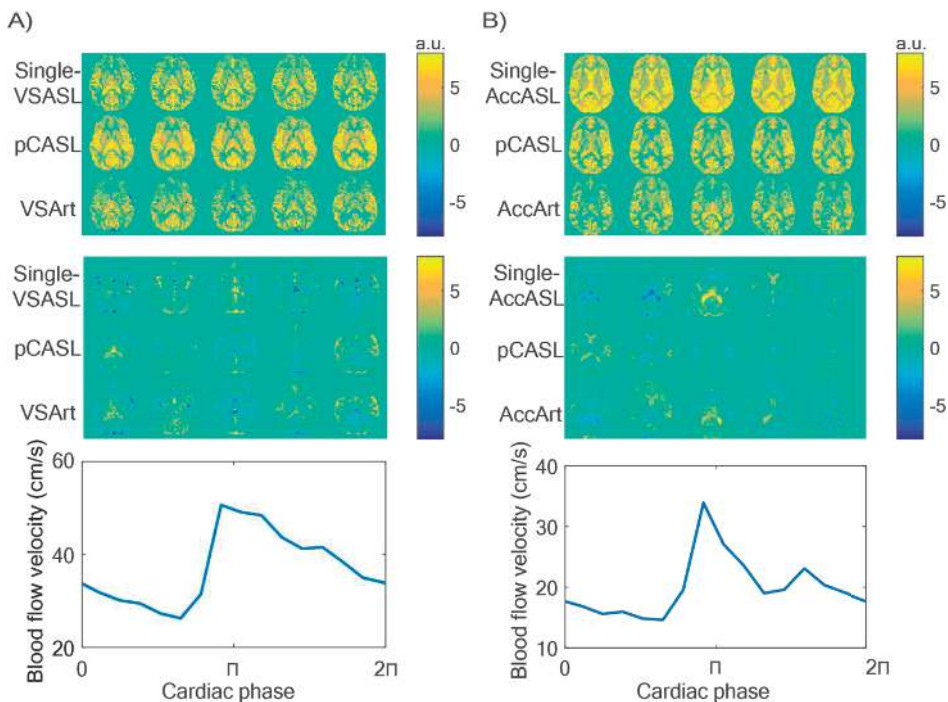 A)
a.u.
Single-
VSASL
pCASL
VSArt
5
0
-5
Single-
VSASL
pCASL
VSArt
5
0
-5
Blood flow velocity (cm/s)
60
40
20
0
Π
2Π
Cardiac phase
B)
a.u.
Single-
AccASL
pCASL
AccArt
5
0
-5
Single-
AccASL
pCASL
AccArt
5
0
-5
Blood flow velocity (cm/s)
40
30
20
10
0
Π
2Π
Cardiac phase